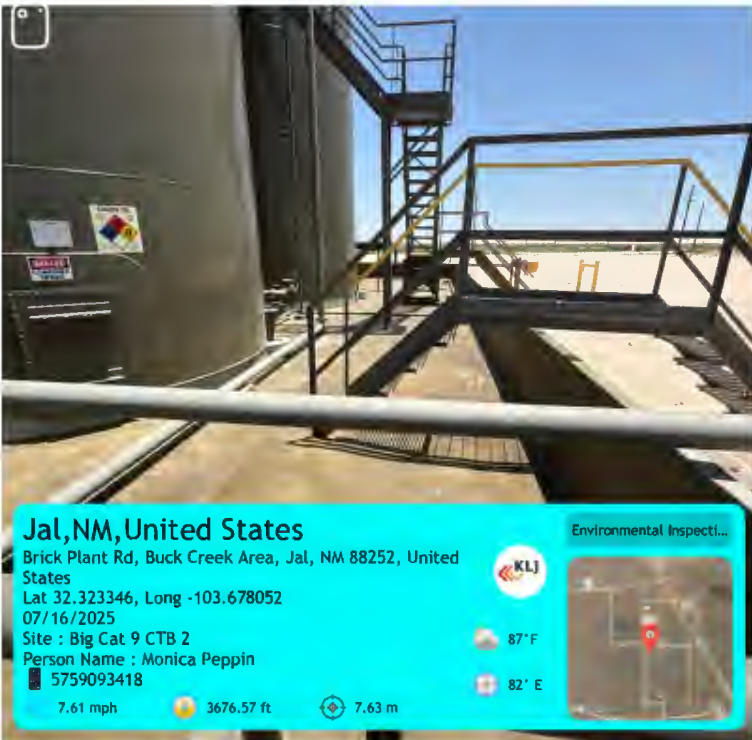 DANGER
Jal,NM,United States
Environmental Inspecti...
Brick Plant Rd, Buck Creek Area, Jal, NM 88252, United
States
Lat 32.323346, Long -103.678052
07/16/2025
Site : Big Cat 9 CTB 2
Person Name : Monica Peppin
5759093418
KLJ
87°F
82° E
7.61 mph
3676.57 ft
7.63 m